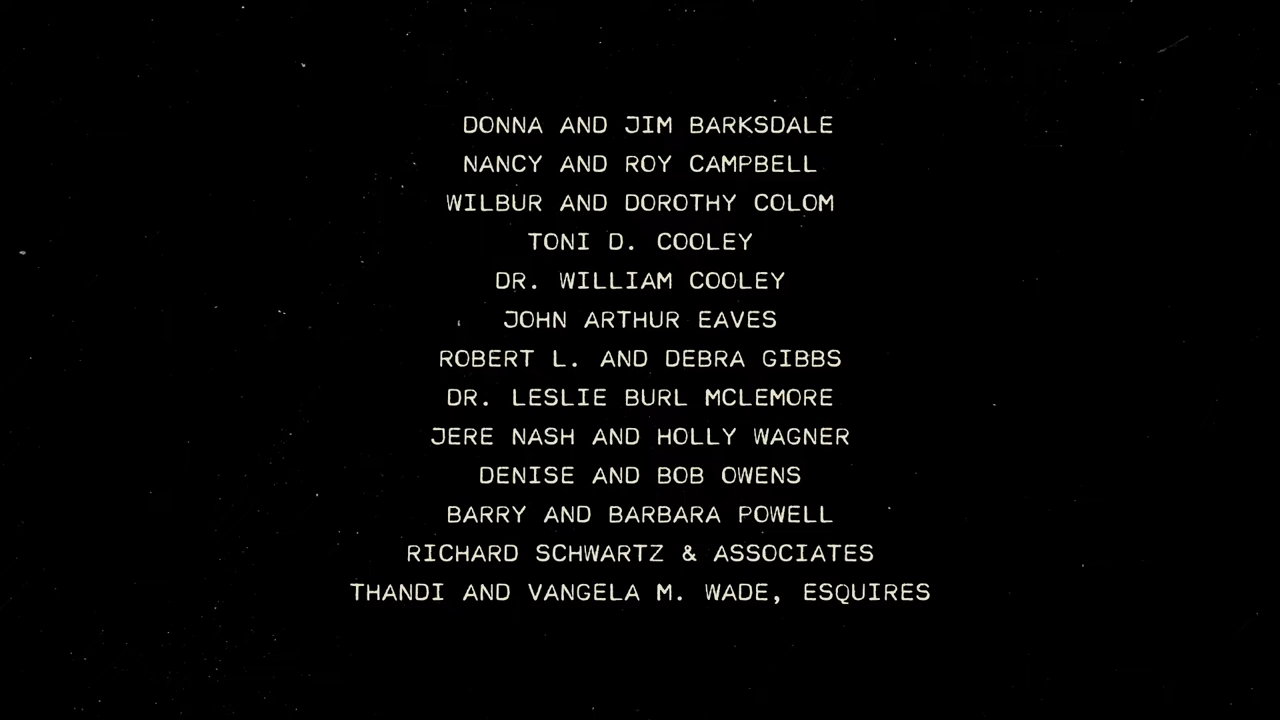 DONNA AND JIM BARKSDALE
NANCY AND ROY CAMPBELL
WILBUR AND DOROTHY COLOM
TONI D. COOLEY
DR. WILLIAM COOLEY
JOHN ARTHUR EAVES
ROBERT L. AND DEBRA GIBBS
DR. LESLIE BURL MCLEMORE
JERE NASH AND HOLLY WAGNER
DENISE AND BOB OWENS
BARRY AND BARBARA POWELL
RICHARD SCHWARTZ & ASSOCIATES
THANDI AND VANGELA M. WADE, ESQUIRES